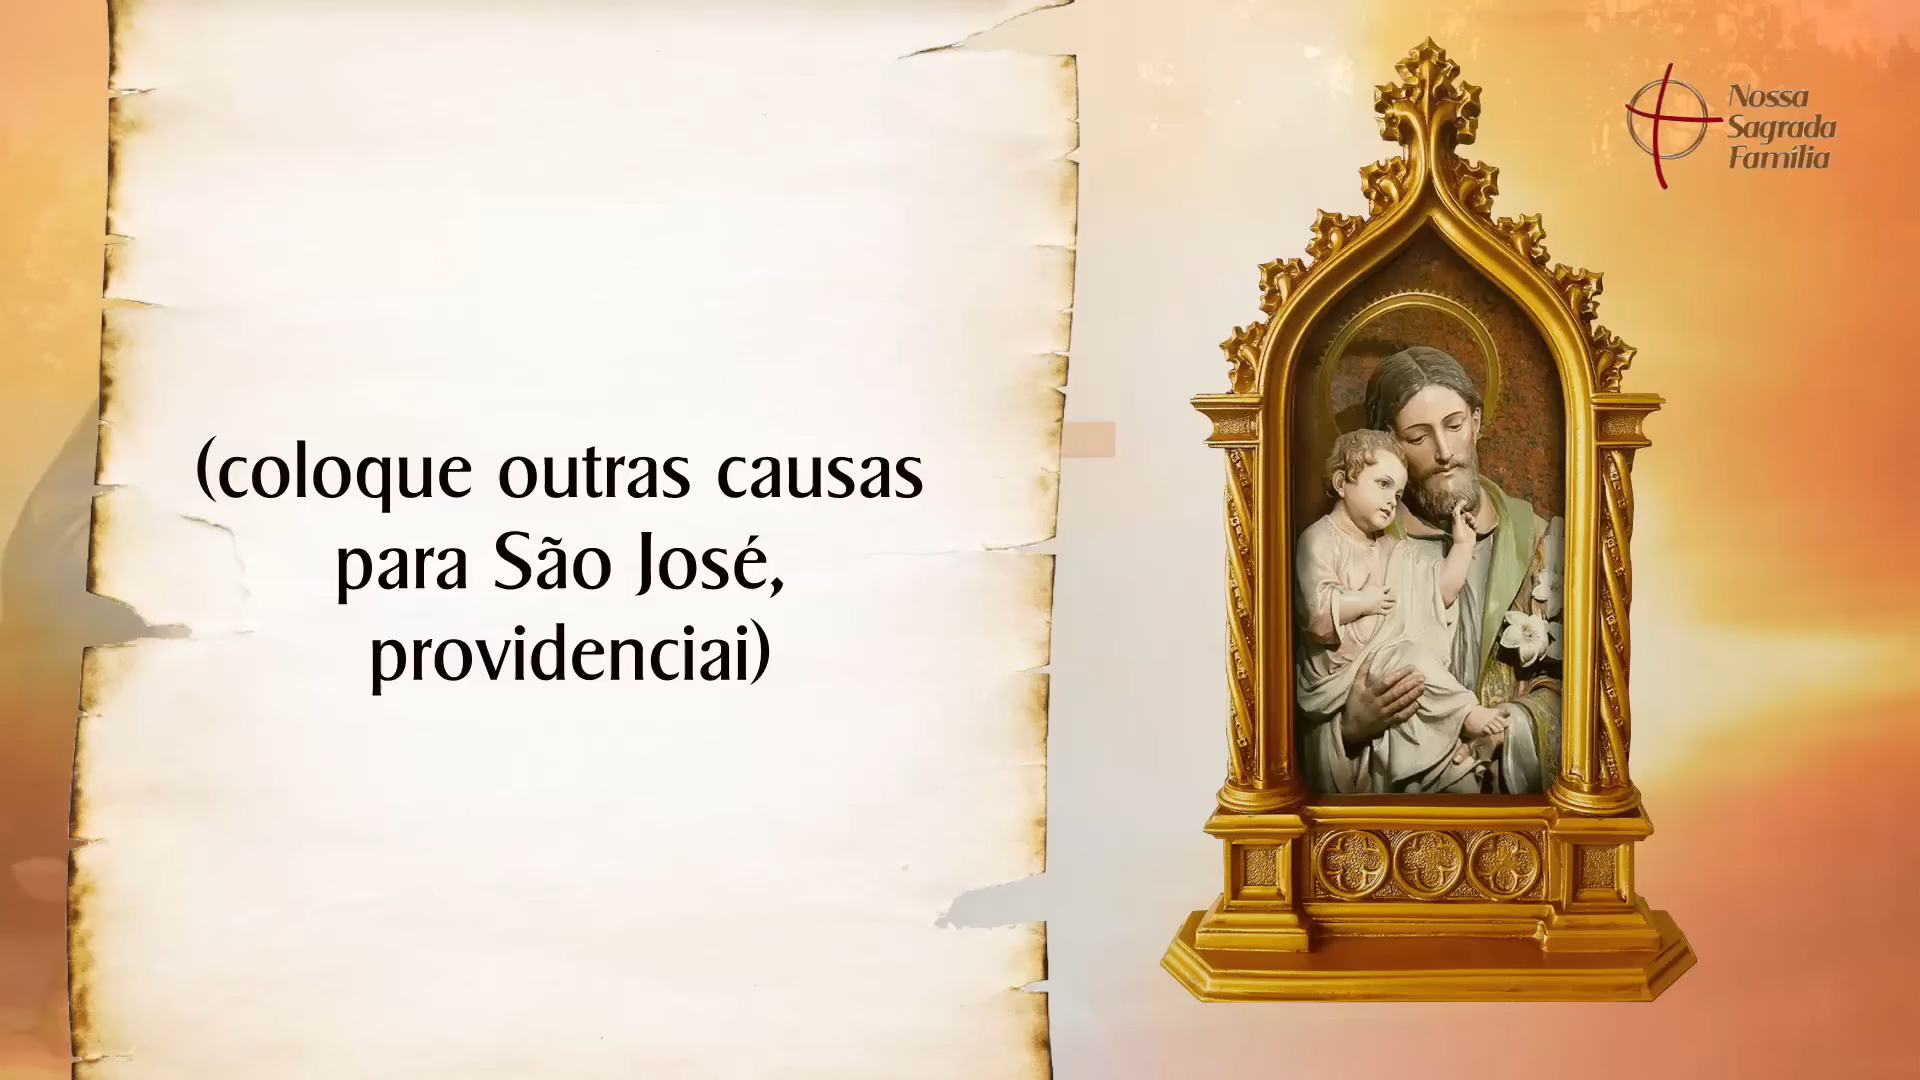 (coloque outras causas
para São José,
providenciai)
Nossa
Sagrada
Família